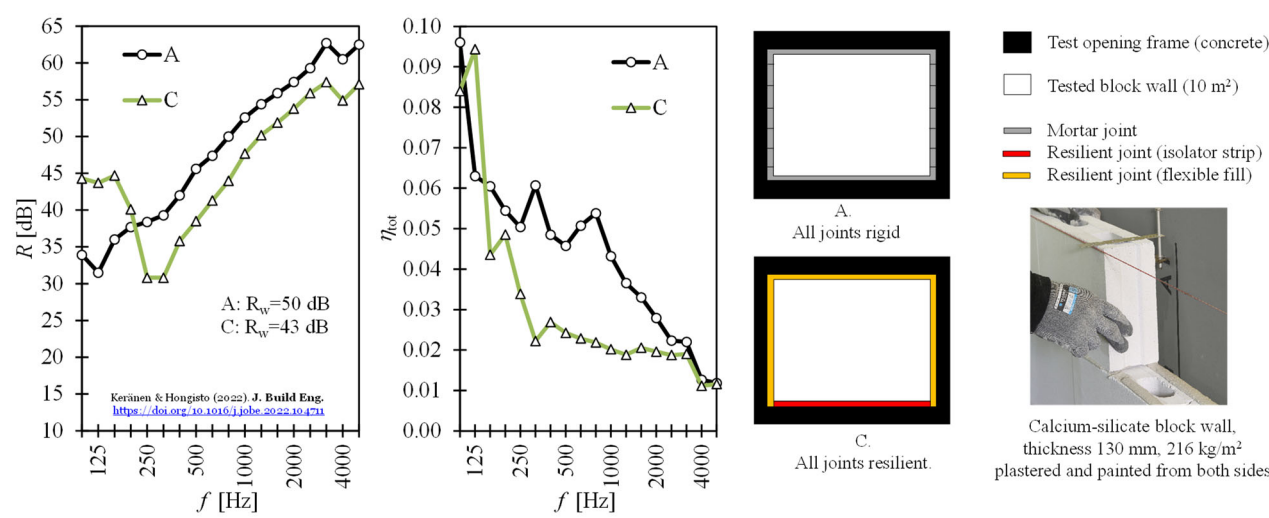 65
60
55
50
45
40
35
30
25
20
15
10
R [dB]
A
C
A: Rw=50 dB
C: Rw=43 dB
Keränen & Hongisto (2022). J. Build Eng.
https://doi.org/10.1016/j.jobe.2022.104711
125
250
500
1000
2000
4000
f [Hz]
0.10
0.09
0.08
0.07
0.06
0.05
0.04
0.03
0.02
0.01
0.00
ηtot
A
C
125
250
500
1000
2000
4000
f [Hz]
A.
All joints rigid
C.
All joints resilient.
Test opening frame (concrete)
Tested block wall (10 m²)
Mortar joint
Resilient joint (isolator strip)
Resilient joint (flexible fill)
Calcium-silicate block wall,
thickness 130 mm, 216 kg/m²
plastered and painted from both sides